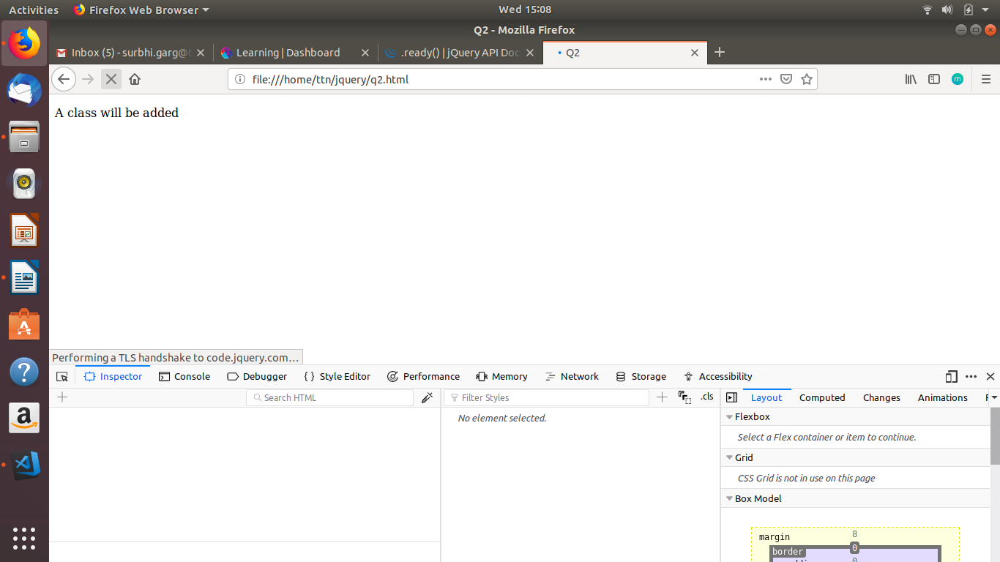 Activities Firefox Web Browser Wed 15:08
Q2 - Mozilla Firefox
Inbox (5) - surbhi.garg@t Learning | Dashboard .ready() | jQuery API Doc Q2
file:///home/ttn/jquery/q2.html m
A class will be added
Performing a TLS handshake to code.jquery.com…
Inspector Console Debugger Style Editor Performance Memory Network Storage Accessibility
Search HTML Filter Styles .cls Layout Computed Changes Animations
No element selected.
Flexbox
Select a Flex container or item to continue.
Grid
CSS Grid is not in use on this page
Box Model
margin 8
border 0
0